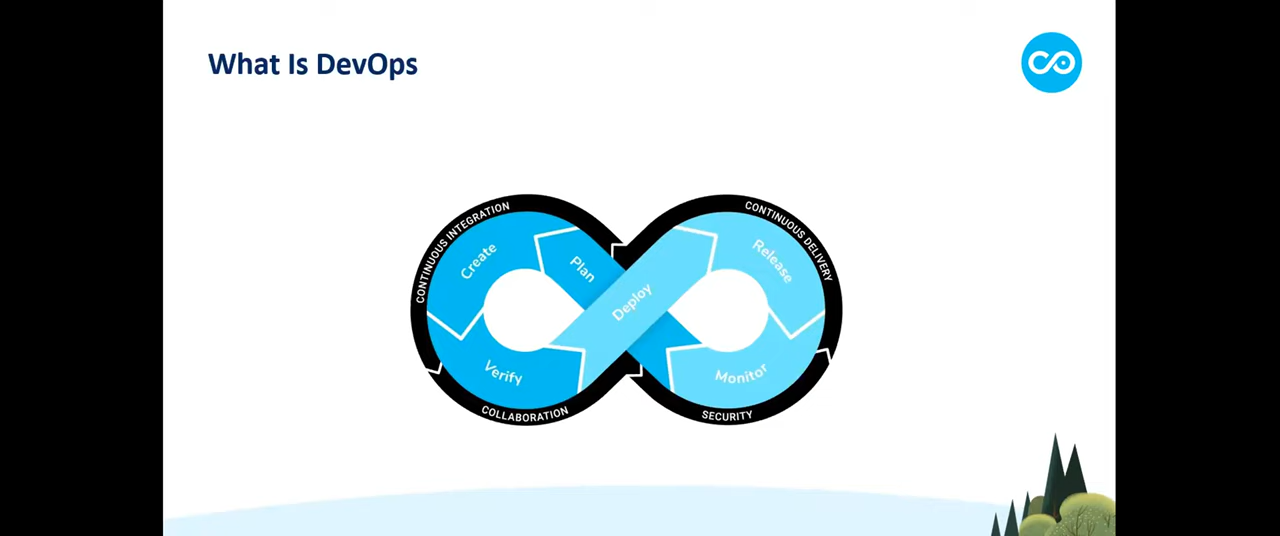 What Is DevOps
CONTINUOUS INTEGRATION
CONTINUOUS DELIVERY
Create
Plan
Deploy
Release
Verify
Monitor
COLLABORATION
SECURITY